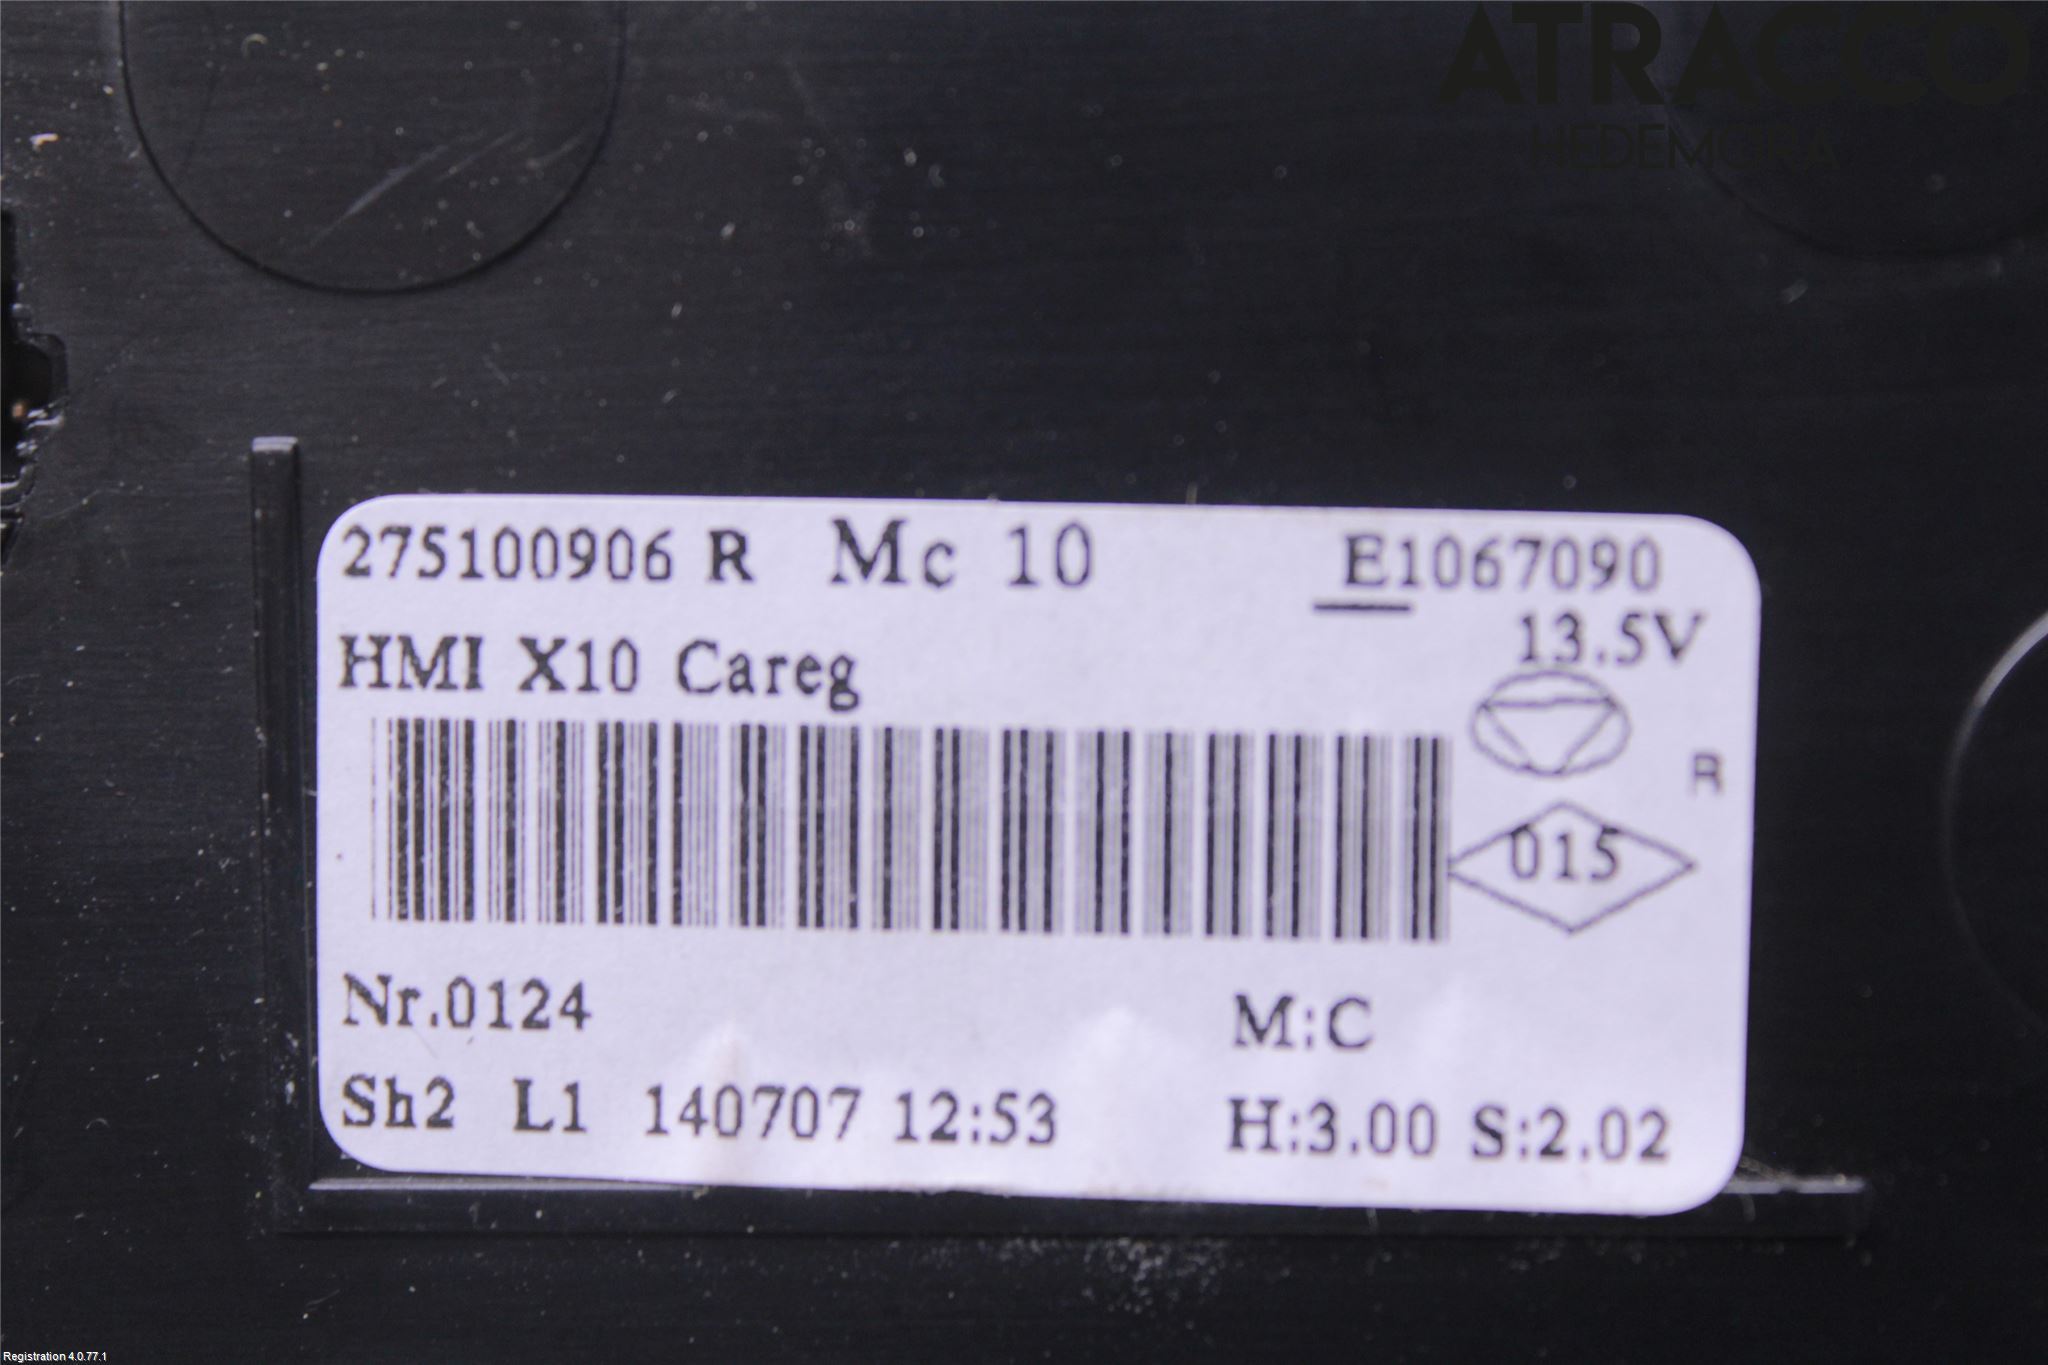 ATRACCO
HEDEMORA
275100906 R Mc 10 E1067090
13.5V
HMI X10 Careg
R
015
Nr.0124 M:C
Sh2 L1 140707 12:53 H:3.00 S:2.02
Registration 4.0.77.1